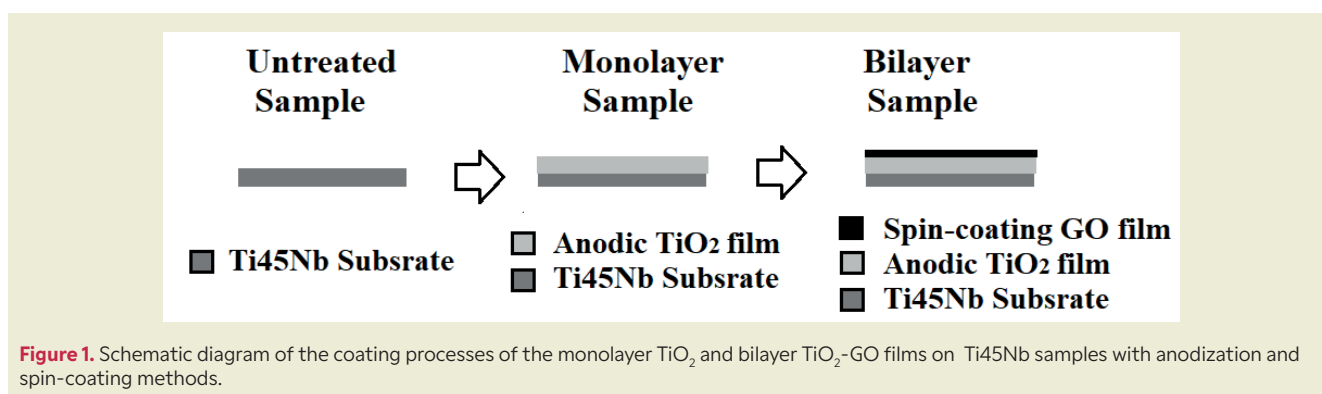 Untreated
Sample
Monolayer
Sample
Bilayer
Sample
Ti45Nb Subsrate
Anodic TiO2 film
Ti45Nb Subsrate
Spin-coating GO film
Anodic TiO2 film
Ti45Nb Subsrate
Figure 1. Schematic diagram of the coating processes of the monolayer TiO2 and bilayer TiO2-GO films on Ti45Nb samples with anodization and
spin-coating methods.